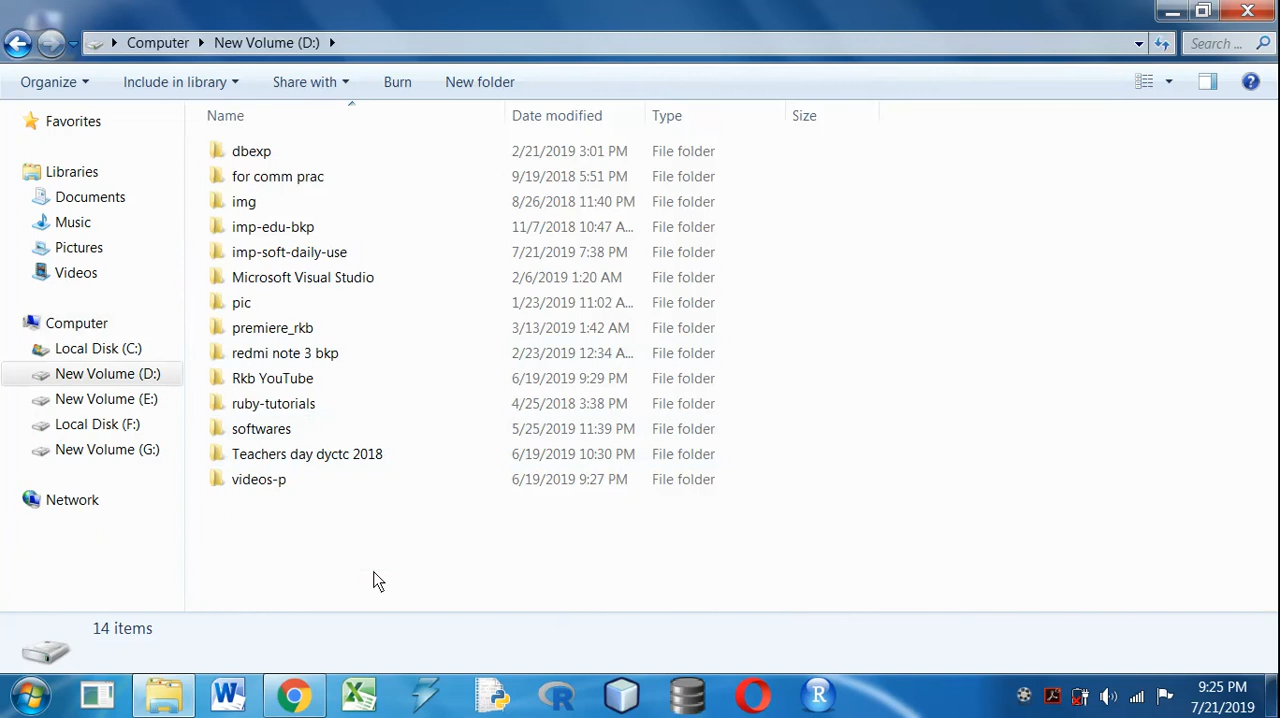 Computer New Volume (D:) Search ...
Organize Include in library Share with Burn New folder
Name Date modified Type Size
Favorites
Libraries
Documents
Music
Pictures
Videos
Computer
Local Disk (C:)
New Volume (D:)
New Volume (E:)
Local Disk (F:)
New Volume (G:)
Network
dbexp 2/21/2019 3:01 PM File folder
for comm prac 9/19/2018 5:51 PM File folder
img 8/26/2018 11:40 PM File folder
imp-edu-bkp 11/7/2018 10:47 A... File folder
imp-soft-daily-use 7/21/2019 7:38 PM File folder
Microsoft Visual Studio 2/6/2019 1:20 AM File folder
pic 1/23/2019 11:02 A... File folder
premiere_rkb 3/13/2019 1:42 AM File folder
redmi note 3 bkp 2/23/2019 12:34 A... File folder
Rkb YouTube 6/19/2019 9:29 PM File folder
ruby-tutorials 4/25/2018 3:38 PM File folder
softwares 5/25/2019 11:39 PM File folder
Teachers day dyctc 2018 6/19/2019 10:30 PM File folder
videos-p 6/19/2019 9:27 PM File folder
14 items
9:25 PM
7/21/2019